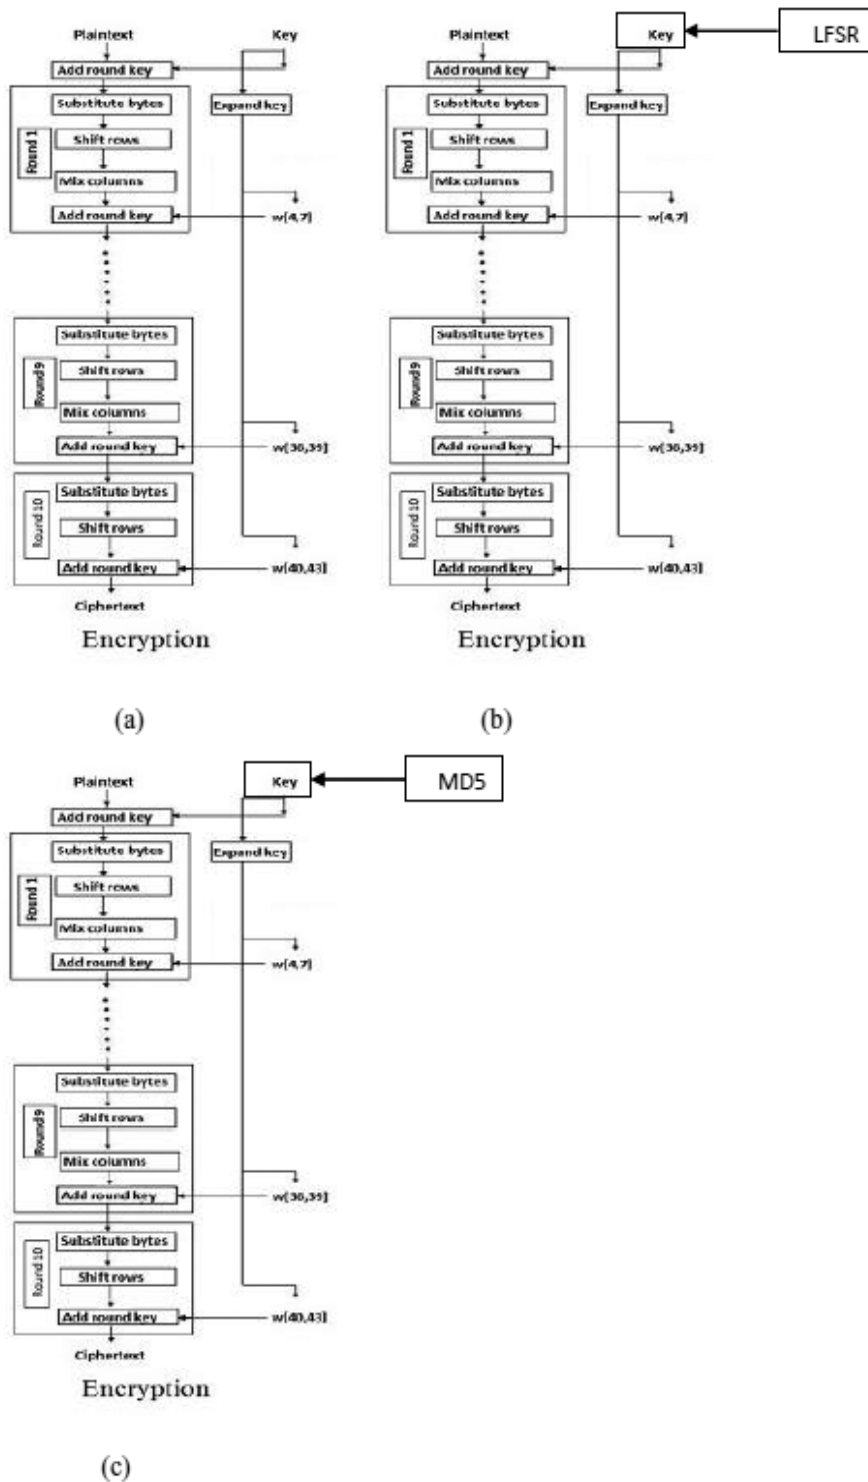 Plaintext Key
Add round key
Substitute bytes Expand key
Round 1
Shift rows
Mix columns
Add round key w[4,7]
Substitute bytes
Round 9
Shift rows
Mix columns
Add round key w[36,39]
Substitute bytes
Round 10
Shift rows
Add round key w[40,43]
Ciphertext
Encryption
(a)
Plaintext Key LFSR
Add round key
Substitute bytes Expand key
Round 1
Shift rows
Mix columns
Add round key w[4,7]
Substitute bytes
Round 9
Shift rows
Mix columns
Add round key w[36,39]
Substitute bytes
Round 10
Shift rows
Add round key w[40,43]
Ciphertext
Encryption
(b)
Plaintext Key MD5
Add round key
Substitute bytes Expand key
Round 1
Shift rows
Mix columns
Add round key w[4,7]
Substitute bytes
Round 9
Shift rows
Mix columns
Add round key w[36,39]
Substitute bytes
Round 10
Shift rows
Add round key w[40,43]
Ciphertext
Encryption
(c)